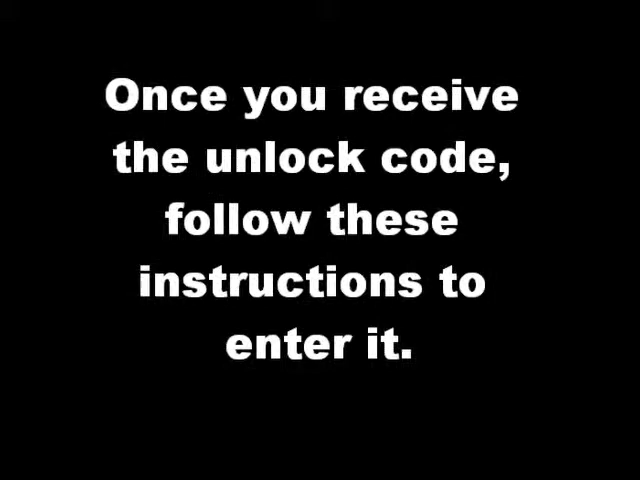 Once you receive
the unlock code,
follow these
instructions to
enter it.